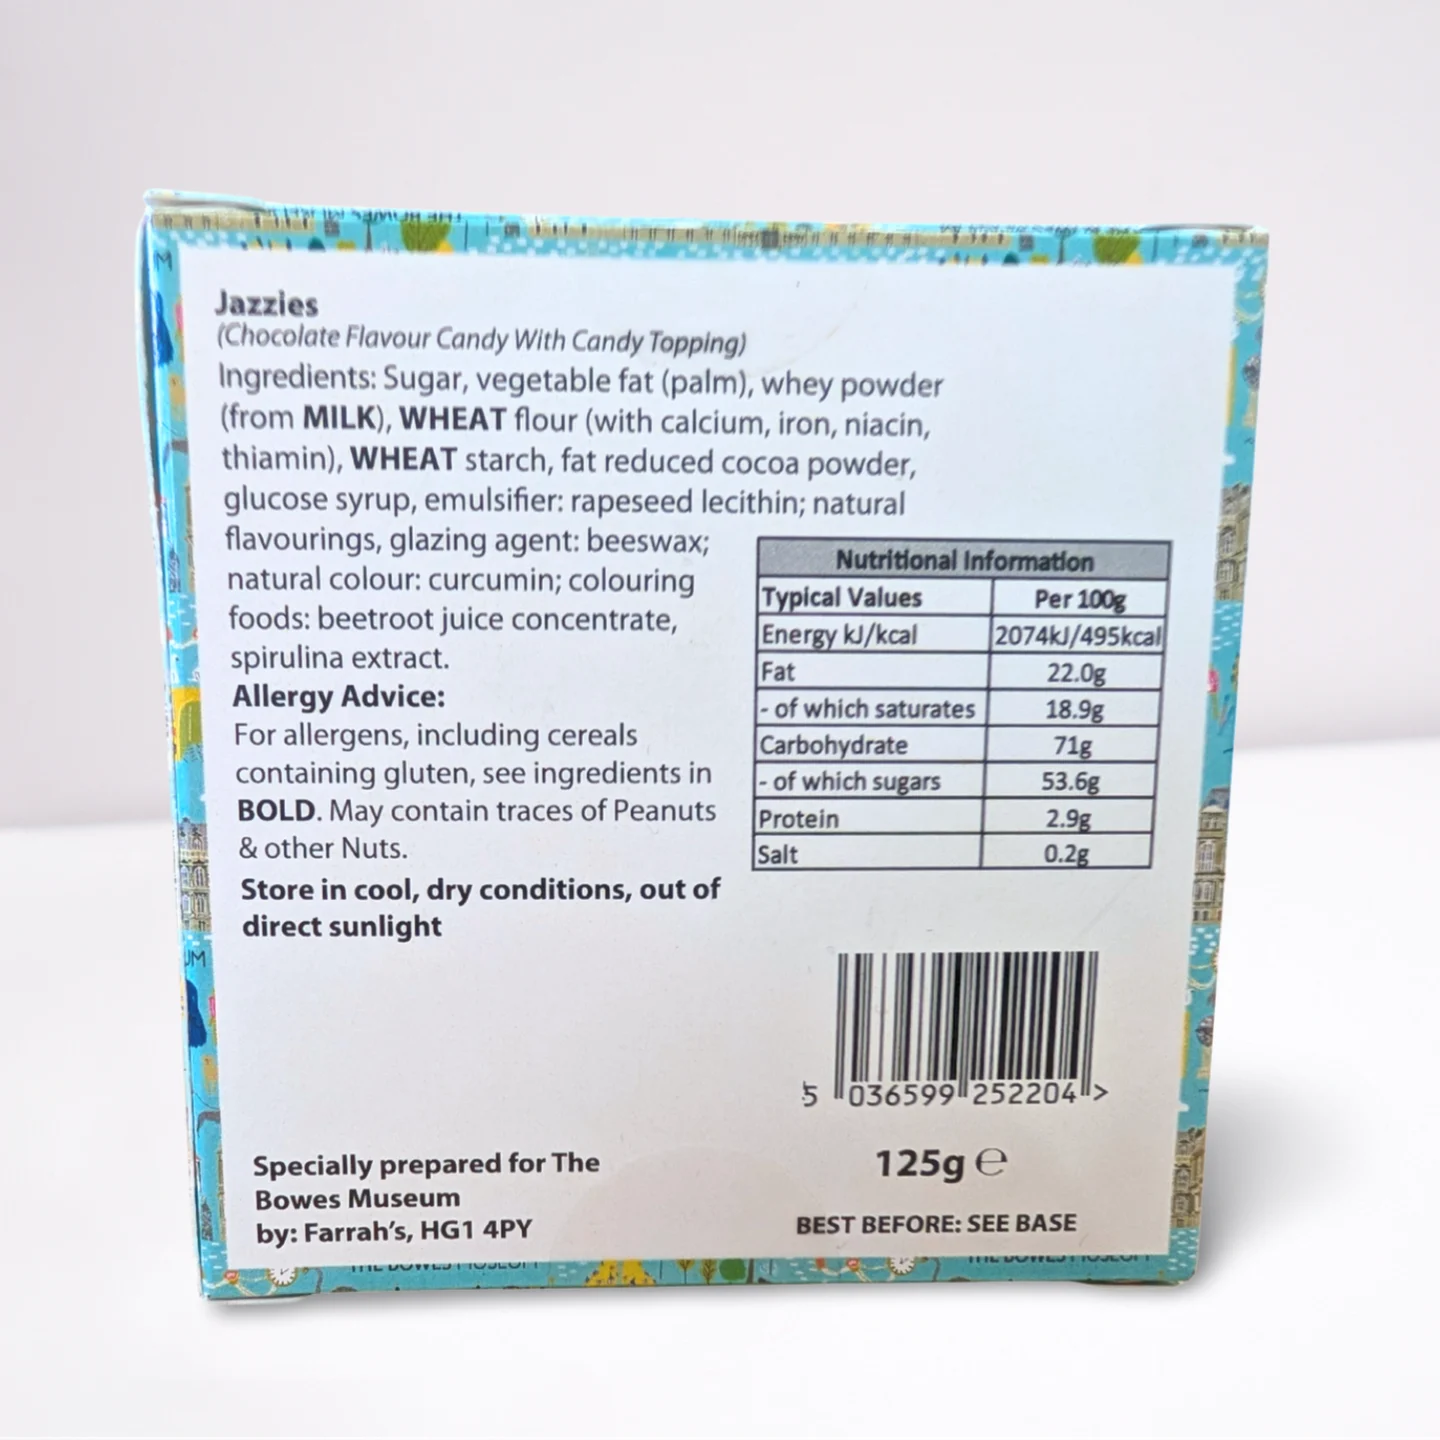 Jazzies
(Chocolate Flavour Candy With Candy Topping)
Ingredients: Sugar, vegetable fat (palm), whey powder
(from MILK), WHEAT flour (with calcium, iron, niacin,
thiamin), WHEAT starch, fat reduced cocoa powder,
glucose syrup, emulsifier: rapeseed lecithin; natural
flavourings, glazing agent: beeswax;
natural colour: curcumin; colouring
foods: beetroot juice concentrate,
spirulina extract.
Allergy Advice:
For allergens, including cereals
containing gluten, see ingredients in
BOLD. May contain traces of Peanuts
& other Nuts.
Store in cool, dry conditions, out of
direct sunlight
Nutritional Information
Typical Values Per 100g
Energy kJ/kcal 2074kJ/495kcal
Fat 22.0g
- of which saturates 18.9g
Carbohydrate 71g
- of which sugars 53.6g
Protein 2.9g
Salt 0.2g
5 036599 252204 >
Specially prepared for The
Bowes Museum
by: Farrah's, HG1 4PY
125g ℮
BEST BEFORE: SEE BASE
THE BOWES MUSEUM
THE BOWES MUSEUM